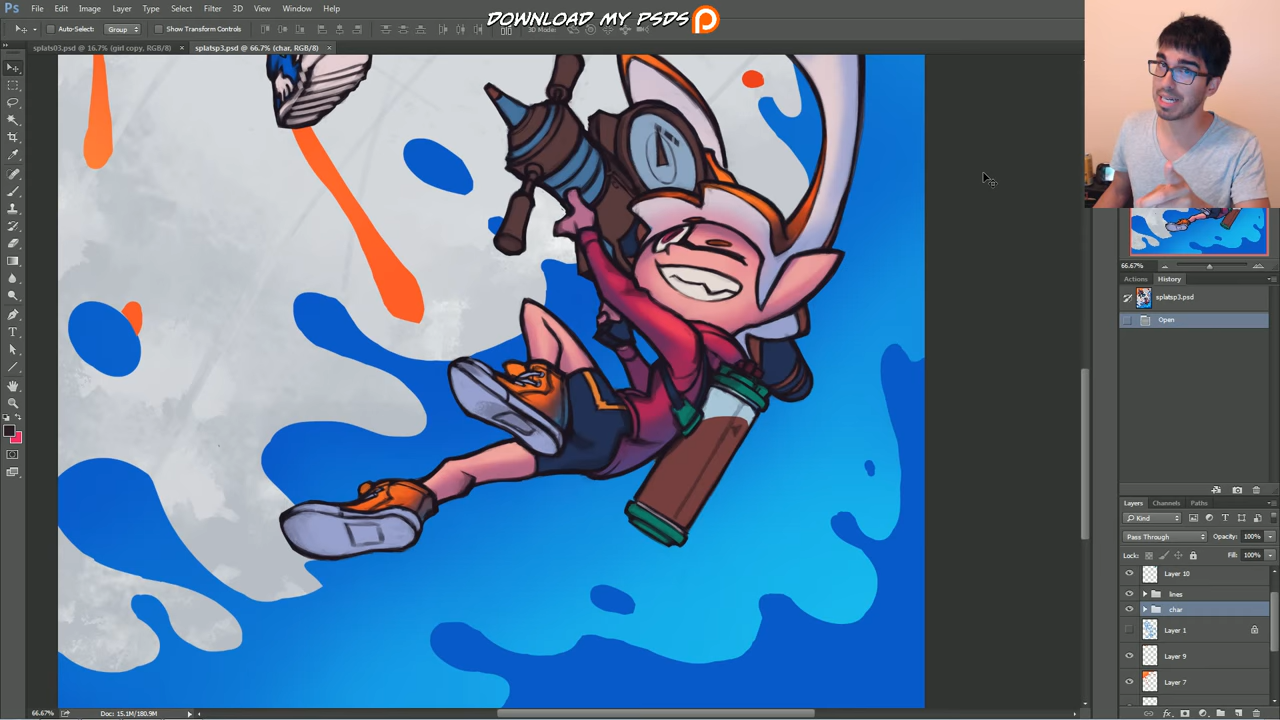 Ps File Edit Image Layer Type Select Filter 3D View Window Help
DOWNLOAD MY PSDS
Auto-Select: Group Show Transform Controls 3D Mode:
splats03.psd @ 16.7% (girl copy, RGB/8) × splatsp3.psd @ 66.7% (char, RGB/8) ×
66.67%
Actions History
splatsp3.psd
Open
Layers Channels Paths
Kind
Pass Through Opacity: 100%
Lock: Fill: 100%
Layer 10
lines
char
Layer 1
Layer 9
Layer 7
66.67% Doc: 15.1M/180.9M